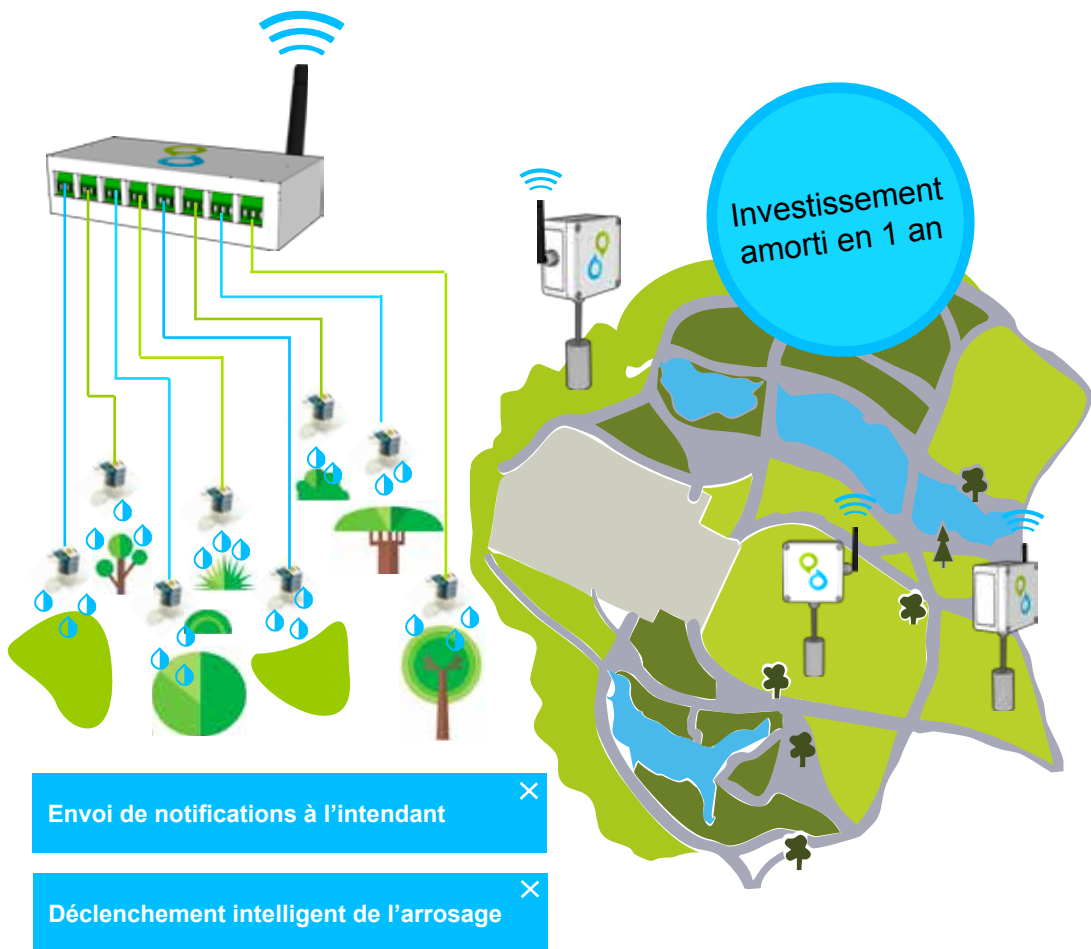 Investissement
amorti en 1 an
Envoi de notifications à l’intendant
Déclenchement intelligent de l’arrosage